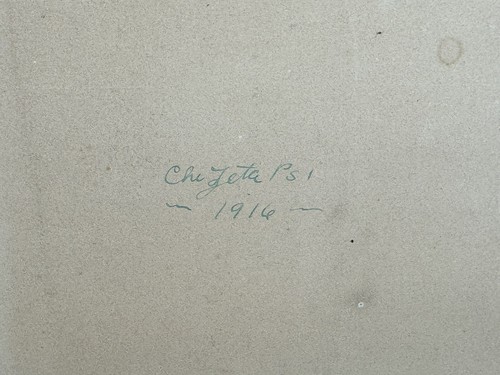 Chi Zeta Psi
~ 1916 ~